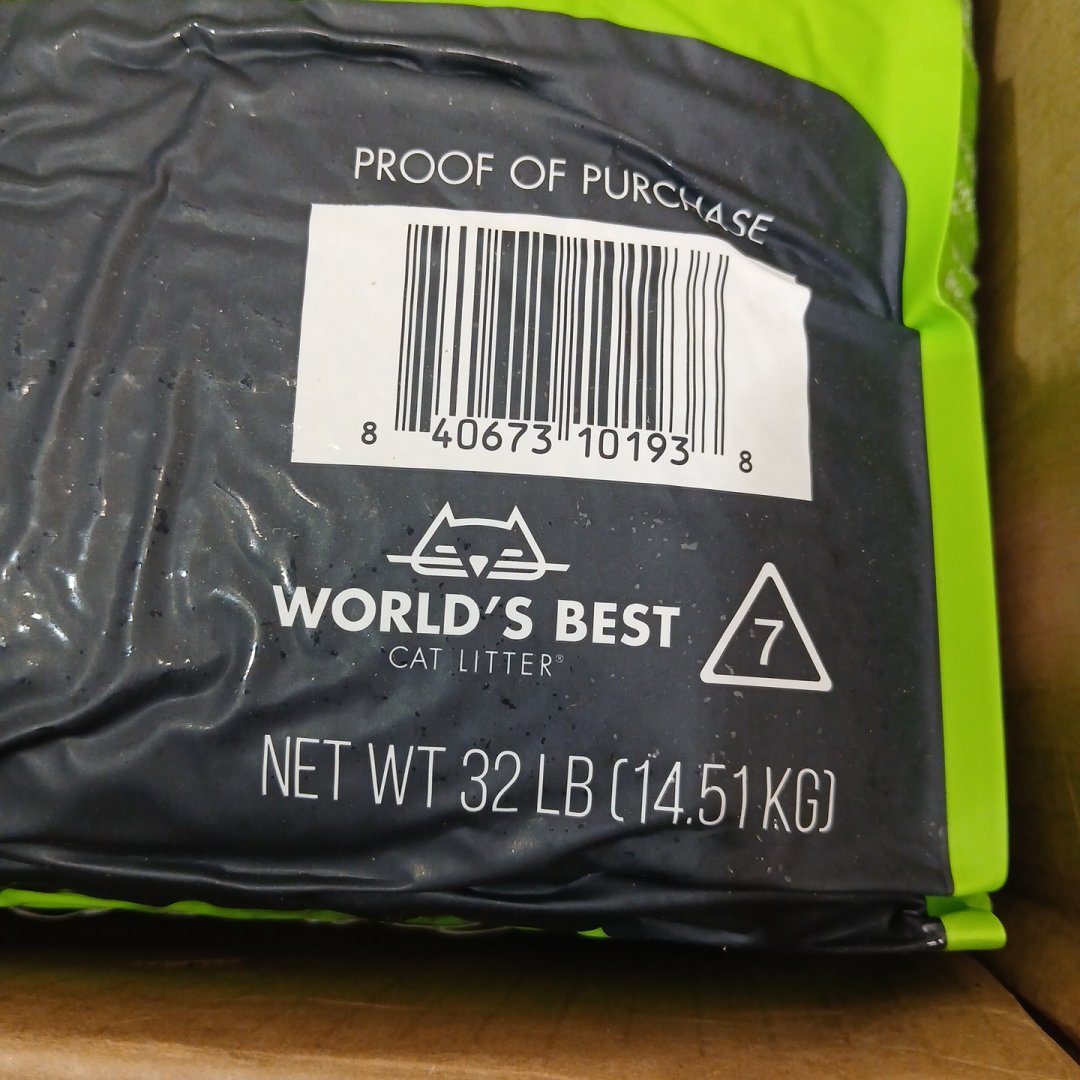 PROOF OF PURCHASE
8 40673 10193 8
WORLD'S BEST
CAT LITTER®
7
NET WT 32 LB (14.51 KG)